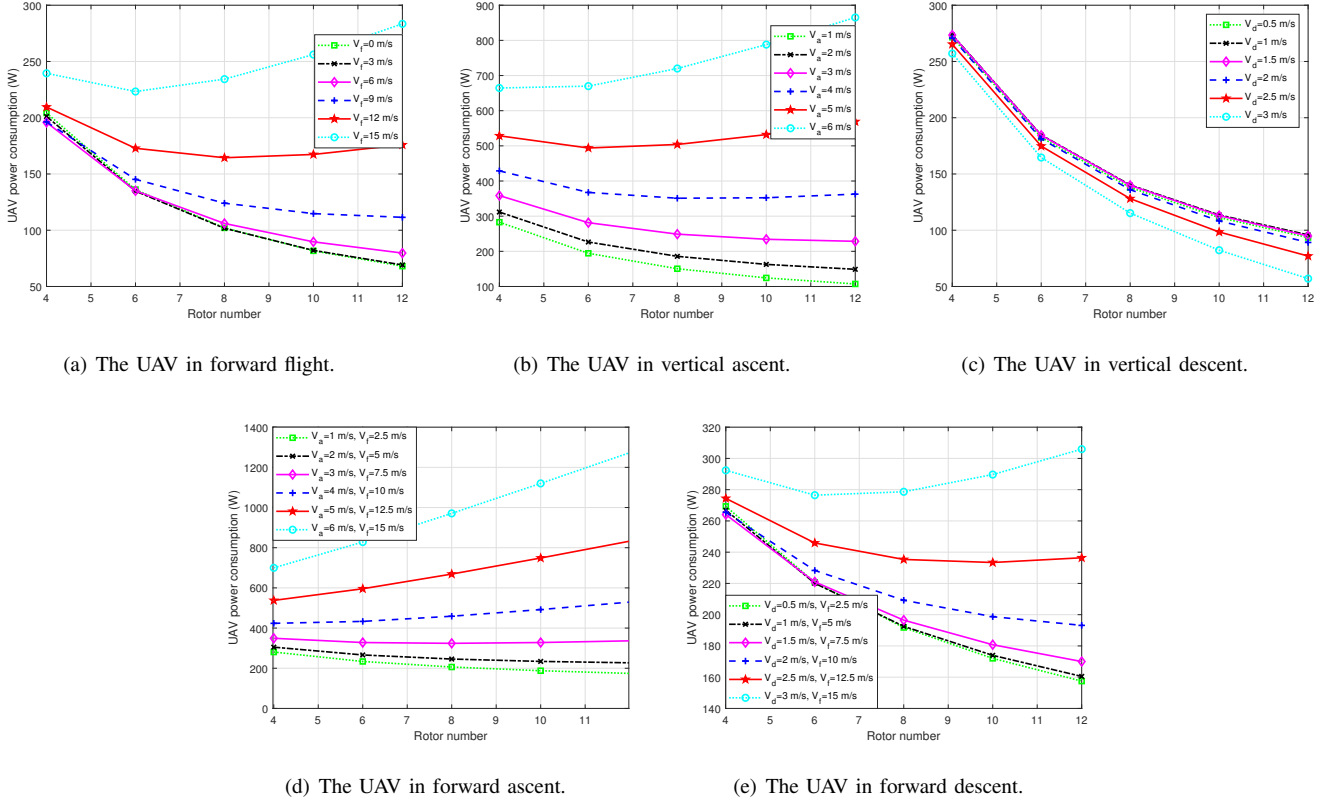 300
250
200
150
100
50
UAV power consumption (W)
4 5 6 7 8 9 10 11 12
Rotor number
V_f=0 m/s
V_f=3 m/s
V_f=6 m/s
V_f=9 m/s
V_f=12 m/s
V_f=15 m/s
(a) The UAV in forward flight.
900
800
700
600
500
400
300
200
100
UAV power consumption (W)
4 5 6 7 8 9 10 11 12
Rotor number
V_a=1 m/s
V_a=2 m/s
V_a=3 m/s
V_a=4 m/s
V_a=5 m/s
V_a=6 m/s
(b) The UAV in vertical ascent.
300
250
200
150
100
50
UAV power consumption (W)
4 5 6 7 8 9 10 11 12
Rotor number
V_d=0.5 m/s
V_d=1 m/s
V_d=1.5 m/s
V_d=2 m/s
V_d=2.5 m/s
V_d=3 m/s
(c) The UAV in vertical descent.
1400
1200
1000
800
600
400
200
0
UAV power consumption (W)
4 5 6 7 8 9 10 11
Rotor number
V_a=1 m/s, V_f=2.5 m/s
V_a=2 m/s, V_f=5 m/s
V_a=3 m/s, V_f=7.5 m/s
V_a=4 m/s, V_f=10 m/s
V_a=5 m/s, V_f=12.5 m/s
V_a=6 m/s, V_f=15 m/s
(d) The UAV in forward ascent.
320
300
280
260
240
220
200
180
160
140
UAV power consumption (W)
4 5 6 7 8 9 10 11 12
Rotor number
V_d=0.5 m/s, V_f=2.5 m/s
V_d=1 m/s, V_f=5 m/s
V_d=1.5 m/s, V_f=7.5 m/s
V_d=2 m/s, V_f=10 m/s
V_d=2.5 m/s, V_f=12.5 m/s
V_d=3 m/s, V_f=15 m/s
(e) The UAV in forward descent.